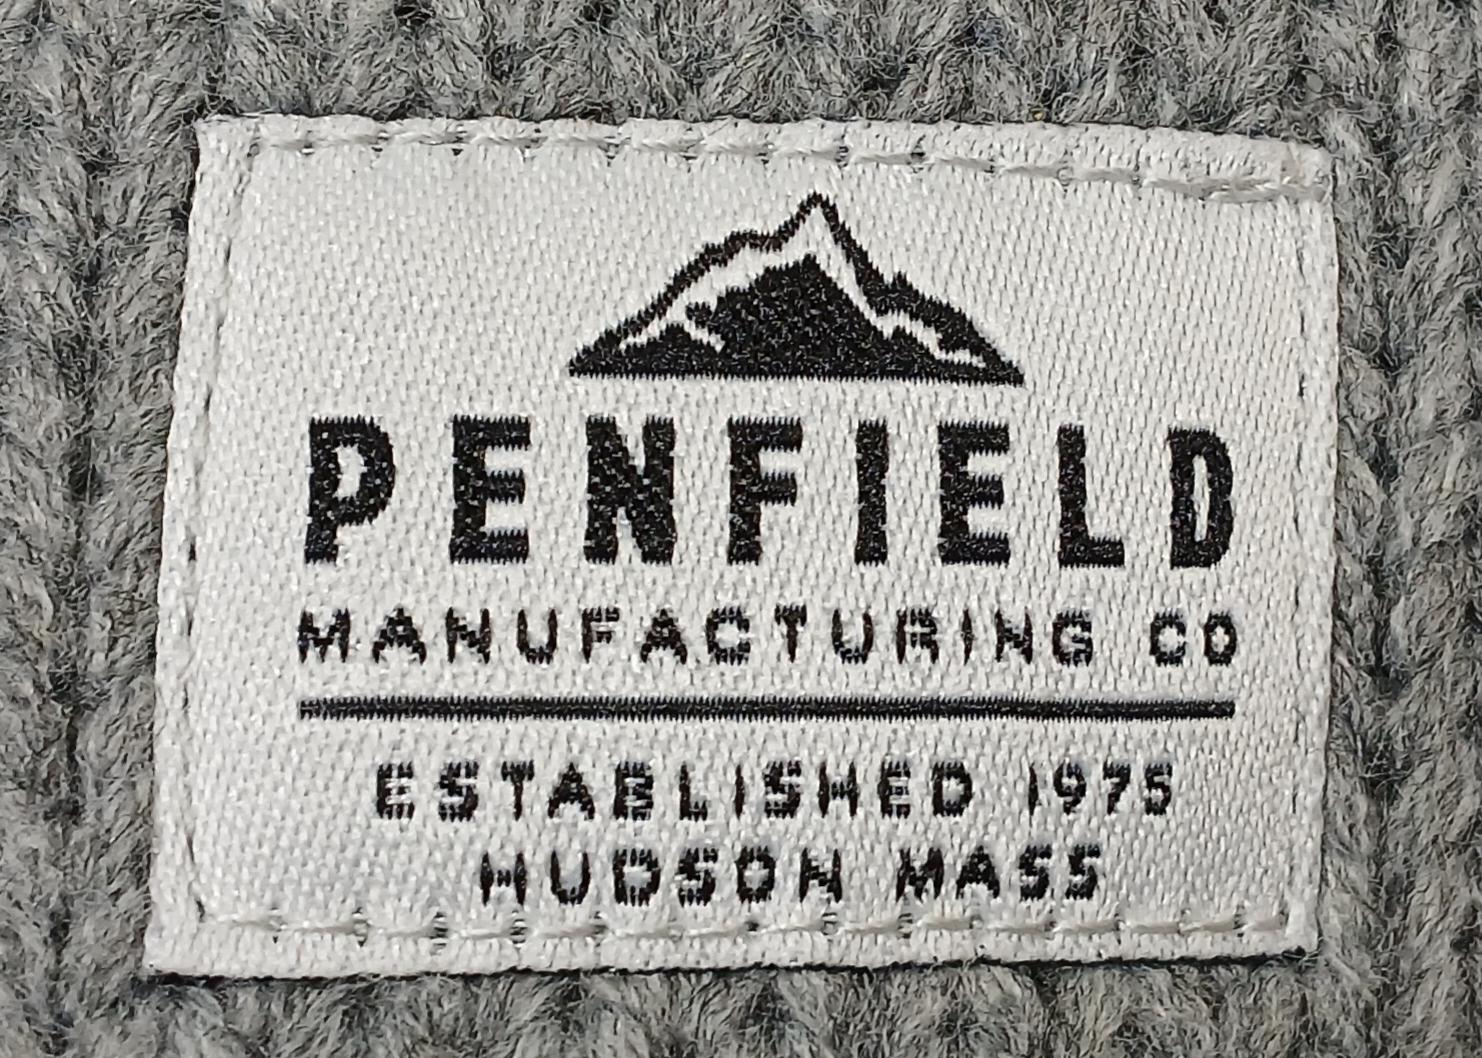 PENFIELD
MANUFACTURING CO
ESTABLISHED 1975
HUDSON MASS